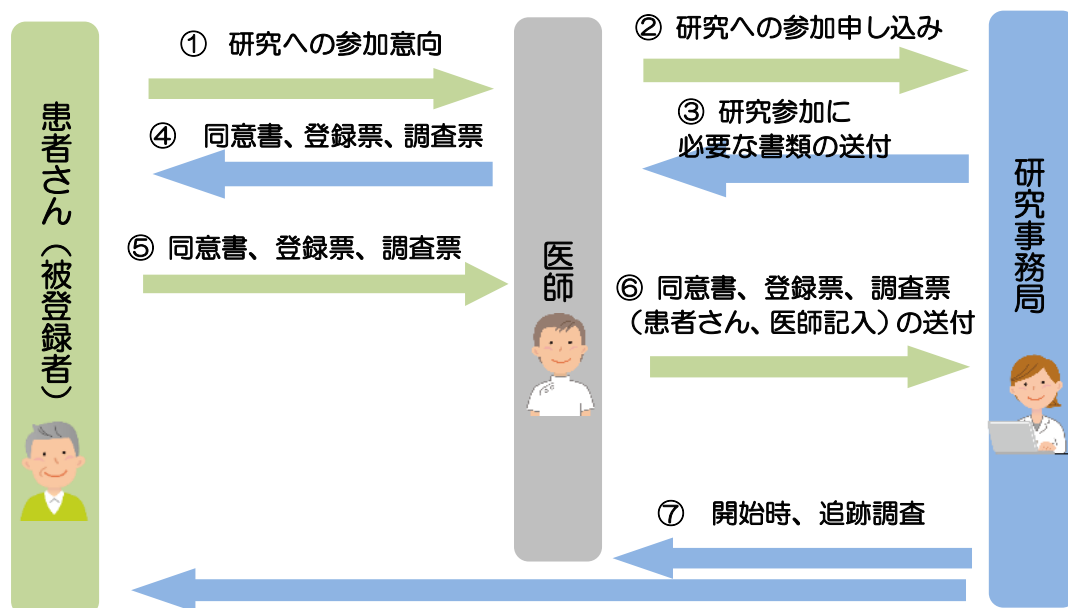 ① 研究への参加意向
② 研究への参加申し込み
③ 研究参加に
必要な書類の送付
④ 同意書、登録票、調査票
⑤ 同意書、登録票、調査票
⑥ 同意書、登録票、調査票
（患者さん、医師記入）の送付
⑦ 開始時、追跡調査
患者さん（被登録者）
医師
研究事務局